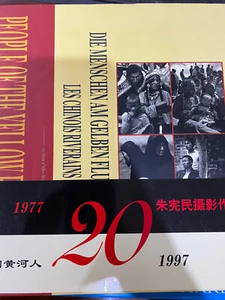 PEOPLE OF THE YELLOW
DIE MENSCHEN AM GELBEN FLU
LES CHINOIS RIVERAINS
1977
20
朱宪民摄影作
黄河人
1997